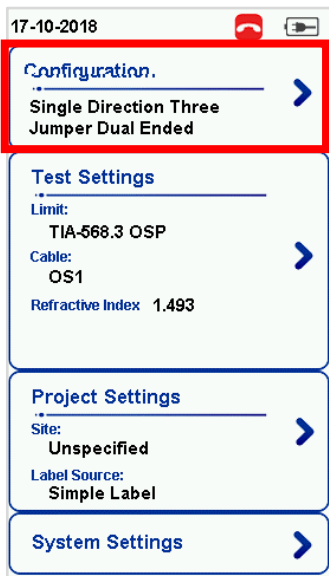 17-10-2018
Configuration.
Single Direction Three
Jumper Dual Ended
Test Settings
Limit:
TIA-568.3 OSP
Cable:
OS1
Refractive Index 1.493
Project Settings
Site:
Unspecified
Label Source:
Simple Label
System Settings